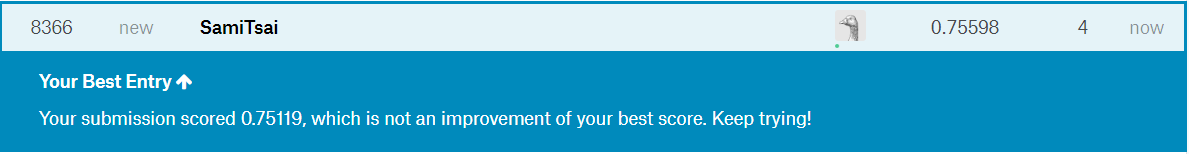 8366 new SamiTsai 0.75598 4 now
Your Best Entry
Your submission scored 0.75119, which is not an improvement of your best score. Keep trying!